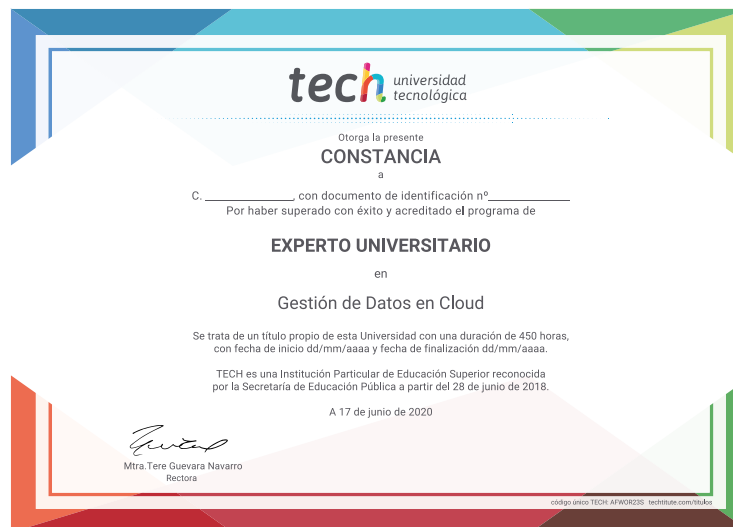 tech universidad
tecnológica
Otorga la presente
CONSTANCIA
a
C. ______________, con documento de identificación nº_____________
Por haber superado con éxito y acreditado el programa de
EXPERTO UNIVERSITARIO
en
Gestión de Datos en Cloud
Se trata de un título propio de esta Universidad con una duración de 450 horas,
con fecha de inicio dd/mm/aaaa y fecha de finalización dd/mm/aaaa.
TECH es una Institución Particular de Educación Superior reconocida
por la Secretaría de Educación Pública a partir del 28 de junio de 2018.
A 17 de junio de 2020
Mtra.Tere Guevara Navarro
Rectora
código único TECH: AFWOR23S techtitute.com/titulos